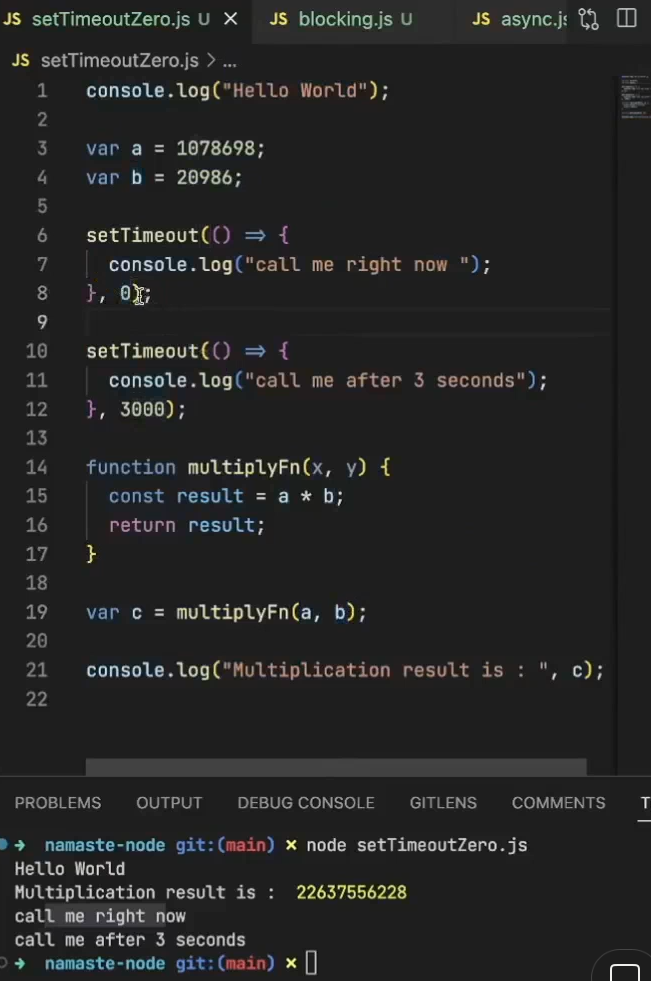 JS setTimeoutZero.js U × JS blocking.js U JS async.js
JS setTimeoutZero.js > ...
1 console.log("Hello World");
2
3 var a = 1078698;
4 var b = 20986;
5
6 setTimeout(() => {
7 console.log("call me right now ");
8 }, 0);
9
10 setTimeout(() => {
11 console.log("call me after 3 seconds");
12 }, 3000);
13
14 function multiplyFn(x, y) {
15 const result = a * b;
16 return result;
17 }
18
19 var c = multiplyFn(a, b);
20
21 console.log("Multiplication result is : ", c);
22
PROBLEMS OUTPUT DEBUG CONSOLE GITLENS COMMENTS T
➜ namaste-node git:(main) × node setTimeoutZero.js
Hello World
Multiplication result is : 22637556228
call me right now
call me after 3 seconds
➜ namaste-node git:(main) ×